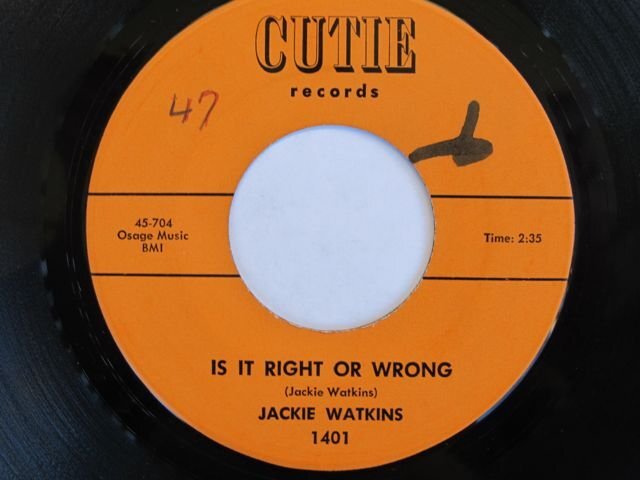 CUTIE
records
47
45-704
Osage Music
BMI
Time: 2:35
IS IT RIGHT OR WRONG
(Jackie Watkins)
JACKIE WATKINS
1401